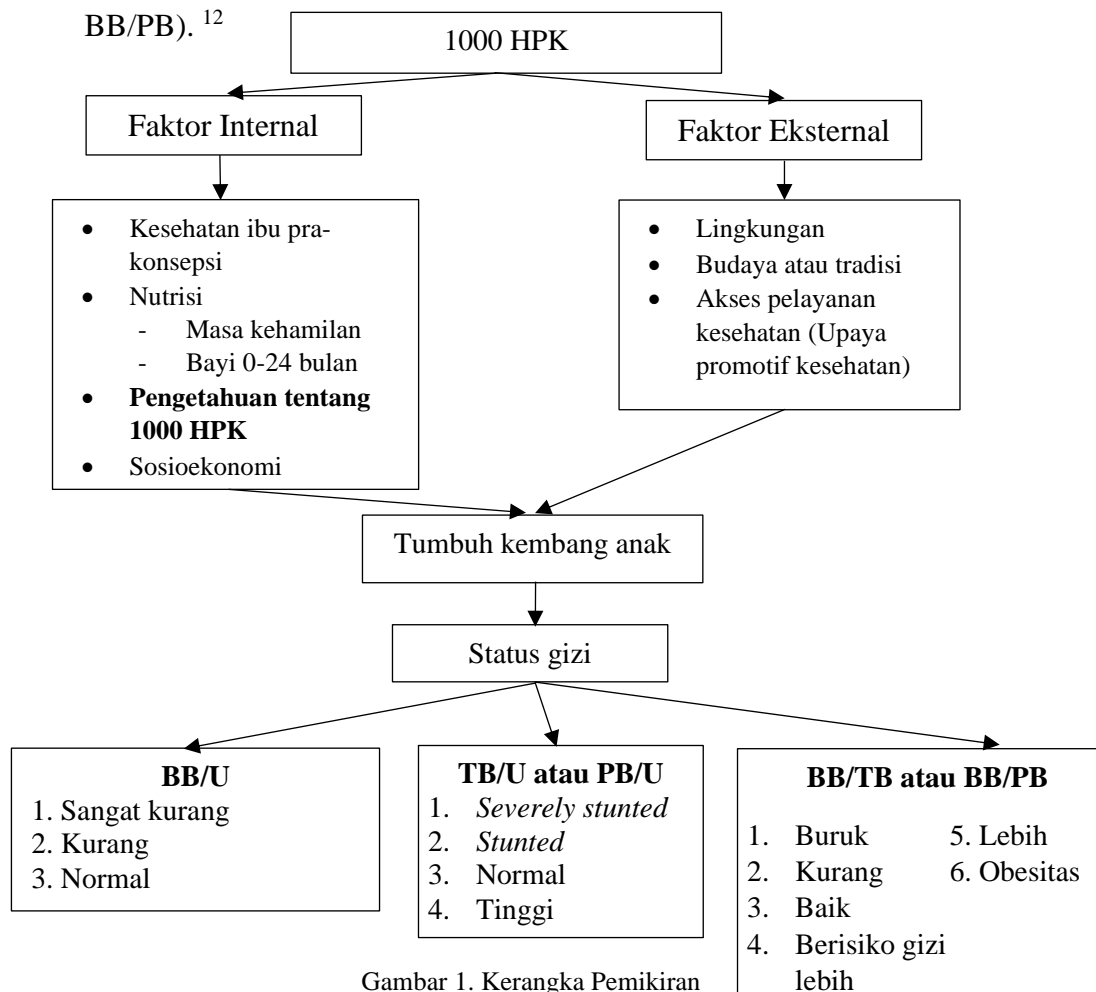 BB/PB). 12
1000 HPK
Faktor Internal
Faktor Eksternal
• Kesehatan ibu pra-
konsepsi
• Nutrisi
- Masa kehamilan
- Bayi 0-24 bulan
• Pengetahuan tentang
1000 HPK
• Sosioekonomi
• Lingkungan
• Budaya atau tradisi
• Akses pelayanan
kesehatan (Upaya
promotif kesehatan)
Tumbuh kembang anak
Status gizi
BB/U
1. Sangat kurang
2. Kurang
3. Normal
TB/U atau PB/U
1. Severely stunted
2. Stunted
3. Normal
4. Tinggi
BB/TB atau BB/PB
1. Buruk
2. Kurang
3. Baik
4. Berisiko gizi
lebih
5. Lebih
6. Obesitas
Gambar 1. Kerangka Pemikiran